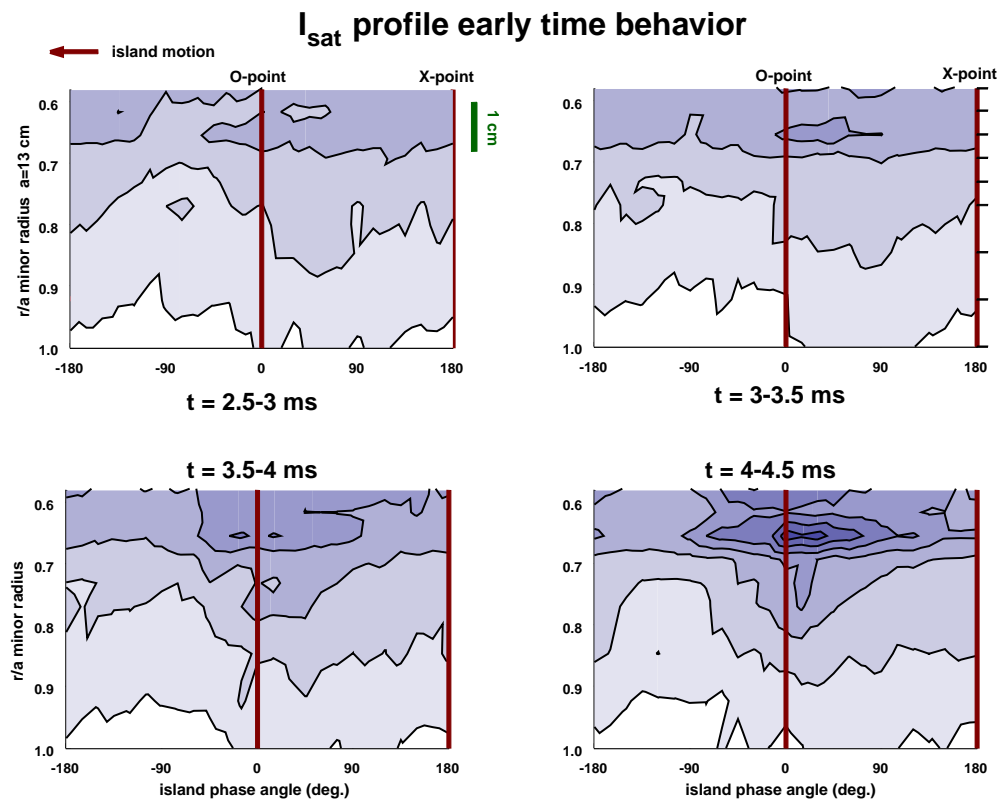 I_sat profile early time behavior
island motion
O-point
X-point
O-point
X-point
0.6
0.7
0.8
0.9
1.0
r/a minor radius a=13 cm
1 cm
0.6
0.7
0.8
0.9
1.0
-180
-90
0
90
180
-180
-90
0
90
180
t = 2.5-3 ms
t = 3-3.5 ms
t = 3.5-4 ms
t = 4-4.5 ms
0.6
0.7
0.8
0.9
1.0
r/a minor radius
0.6
0.7
0.8
0.9
1.0
-180
-90
0
90
180
-180
-90
0
90
180
island phase angle (deg.)
island phase angle (deg.)